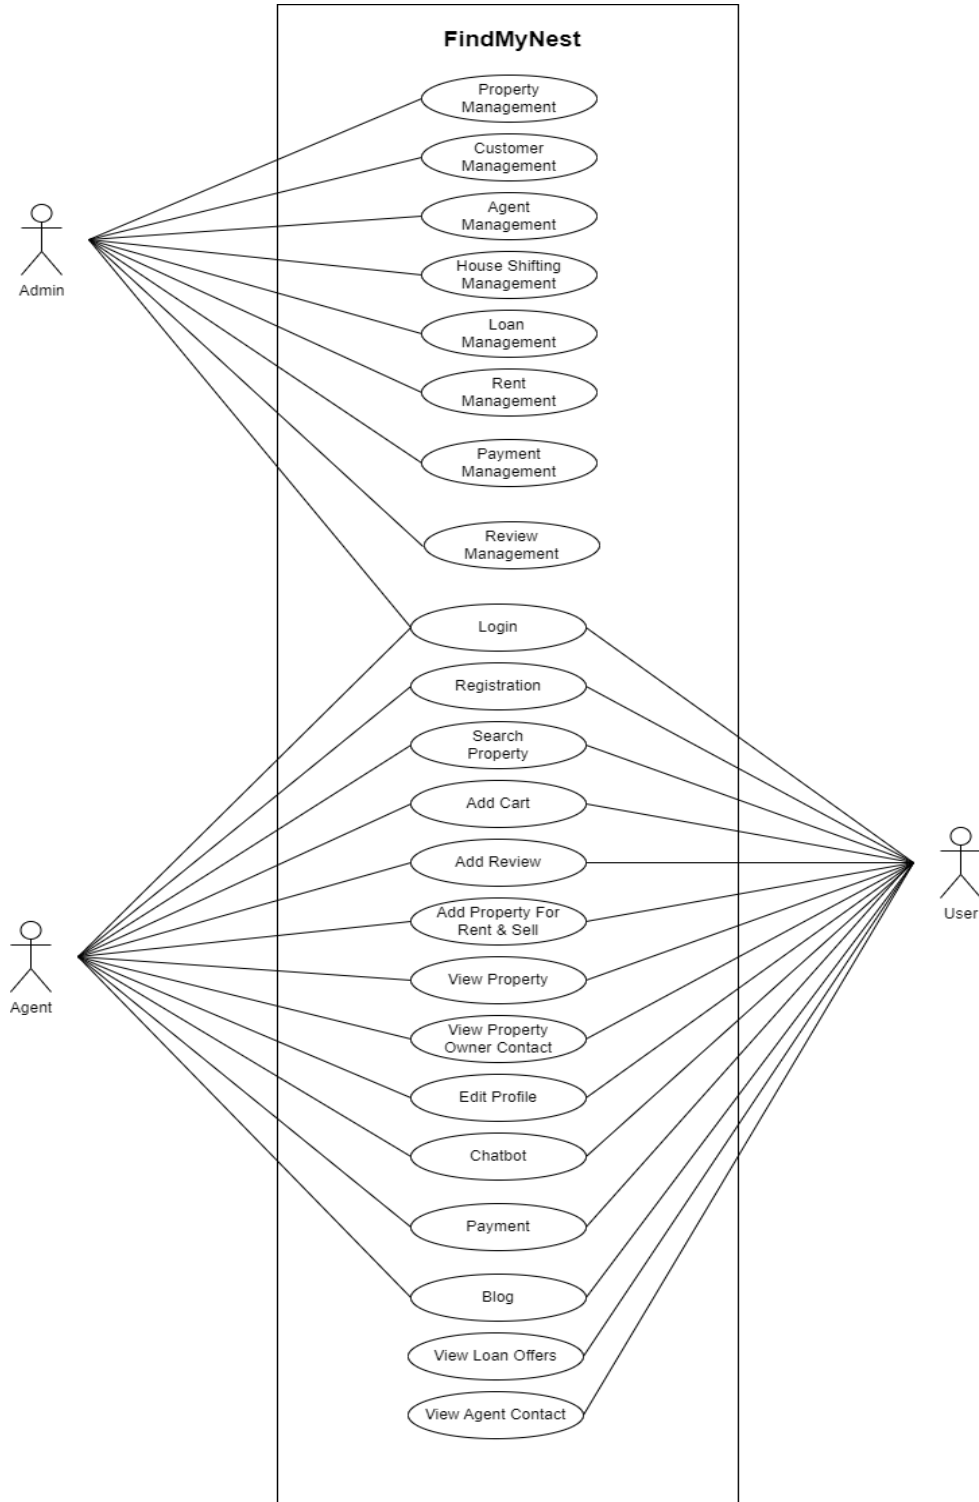 FindMyNest
Property
Management
Customer
Management
Agent
Management
House Shifting
Management
Admin
Loan
Management
Rent
Management
Payment
Management
Review
Management
Login
Registration
Search
Property
Add Cart
Add Review
Add Property For
Rent & Sell
User
View Property
Agent
View Property
Owner Contact
Edit Profile
Chatbot
Payment
Blog
View Loan Offers
View Agent Contact